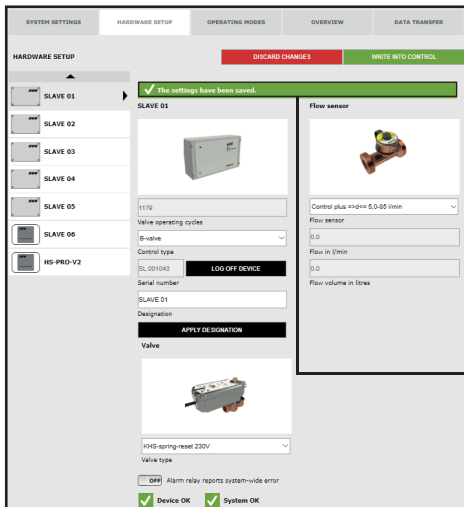 SYSTEM SETTINGS
HARDWARE SETUP
OPERATING MODES
OVERVIEW
DATA TRANSFER
HARDWARE SETUP
DISCARD CHANGES
WRITE INTO CONTROL
SLAVE 01
SLAVE 02
SLAVE 03
SLAVE 04
SLAVE 05
SLAVE 06
HS-PRO-V2
The settings have been saved.
SLAVE 01
1179
Valve operating cycles
B-valve
Control type
SL 001043
LOG OFF DEVICE
Serial number
SLAVE 01
Designation
APPLY DESIGNATION
Valve
KHS-spring-reset 230V
Valve type
OFF Alarm relay reports system-wide error
Device OK
System OK
Flow sensor
Control plus =>d<= 5,0-85 l/min
Flow sensor
0.0
Flow in l/min
0.0
Flow volume in litres